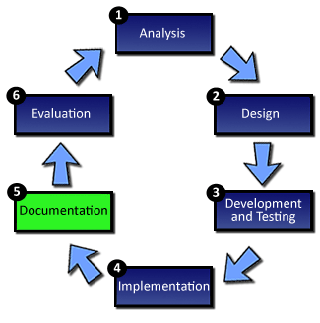 1
Analysis
2
Design
3
Development
and Testing
4
Implementation
5
Documentation
6
Evaluation